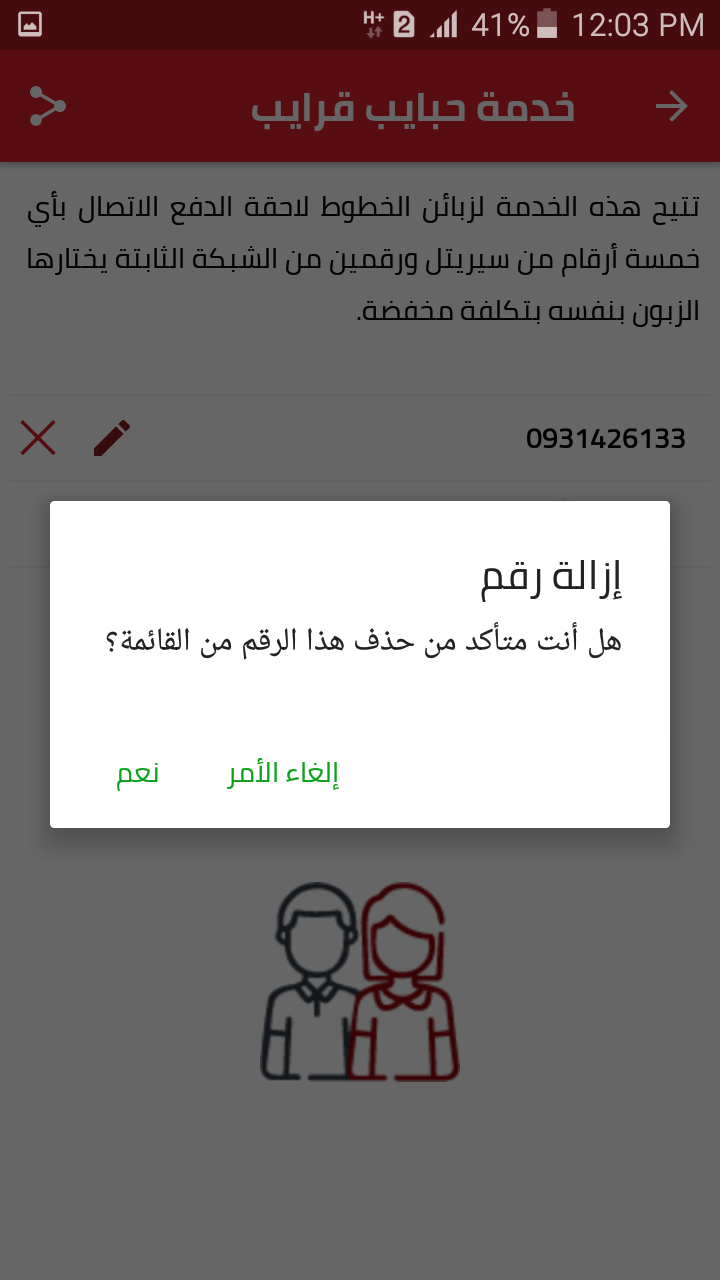 H+ 2 41% 12:03 PM
خدمة حبايب قرايب
تتيح هذه الخدمة لزبائن الخطوط لاحقة الدفع الاتصال بأي
خمسة أرقام من سيريتل ورقمين من الشبكة الثابتة يختارها
الزبون بنفسه بتكلفة مخفضة.
0931426133
إزالة رقم
هل أنت متأكد من حذف هذا الرقم من القائمة؟
إلغاء الأمر
نعم